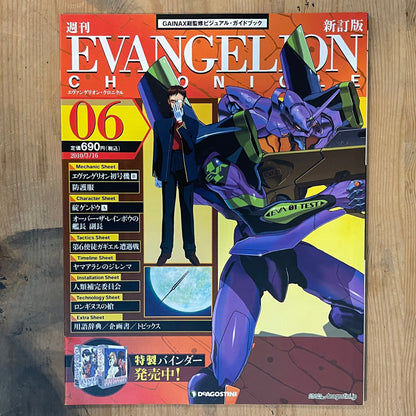 週刊
GAINAX総監修ビジュアル・ガイドブック
新訂版
EVANGELION
CHRONICLE
エヴァンゲリオン・クロニクル
06
定価690円(税込)
2010/3/16
Mechanic Sheet
エヴァンゲリオン初号機
防護服
Character Sheet
碇ゲンドウ
オーバー・ザ・レインボウの
艦長 副長
Tactics Sheet
第6使徒ガギエル遭遇戦
Timeline Sheet
ヤマアラシのジレンマ
Installation Sheet
人類補完委員会
Technology Sheet
ロンギヌスの槍
Extra Sheet
用語辞典/企画書/トピックス
EVA-01 TEST
特製バインダー
発売中!
DeAGOSTINI